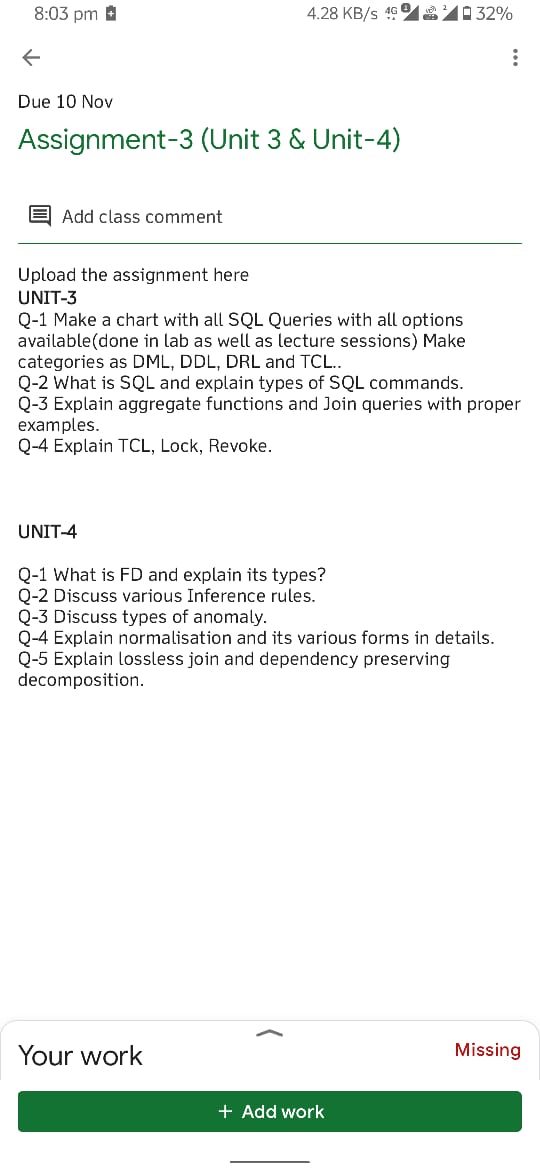 8:03 pm
4.28 KB/s 4G 2 32%
Due 10 Nov
Assignment-3 (Unit 3 & Unit-4)
Add class comment
Upload the assignment here
UNIT-3
Q-1 Make a chart with all SQL Queries with all options
available(done in lab as well as lecture sessions) Make
categories as DML, DDL, DRL and TCL..
Q-2 What is SQL and explain types of SQL commands.
Q-3 Explain aggregate functions and Join queries with proper
examples.
Q-4 Explain TCL, Lock, Revoke.
UNIT-4
Q-1 What is FD and explain its types?
Q-2 Discuss various Inference rules.
Q-3 Discuss types of anomaly.
Q-4 Explain normalisation and its various forms in details.
Q-5 Explain lossless join and dependency preserving
decomposition.
Your work
Missing
+ Add work